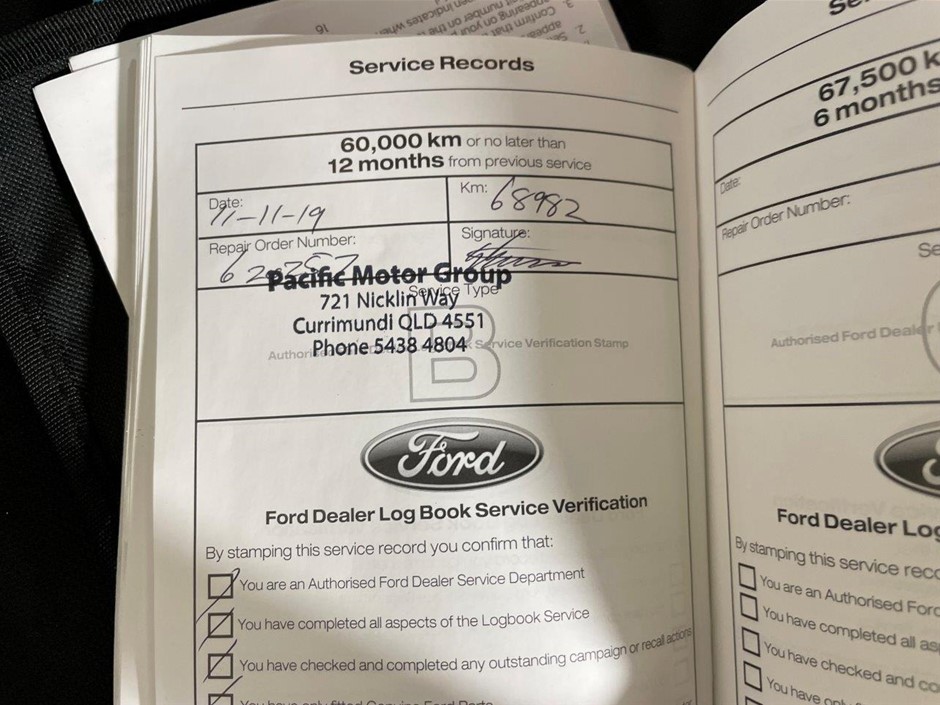 16
Service Records
60,000 km or no later than
12 months from previous service
Date:
11-11-19
Km:
68982
Repair Order Number:
Signature:
Pacific Motor Group
721 Nicklin Way
Currimundi QLD 4551
Phone 5438 4804
Service Type
B
Service Verification Stamp
Ford
Ford Dealer Log Book Service Verification
By stamping this service record you confirm that:
You are an Authorised Ford Dealer Service Department
You have completed all aspects of the Logbook Service
You have checked and completed any outstanding campaign or recall actions
67,500 k
6 months
Date:
Repair Order Number:
Se
Authorised Ford Dealer
Ford Dealer Log
By stamping this service reco
You are an Authorised Ford
You have completed all as
You have checked and co
You have only